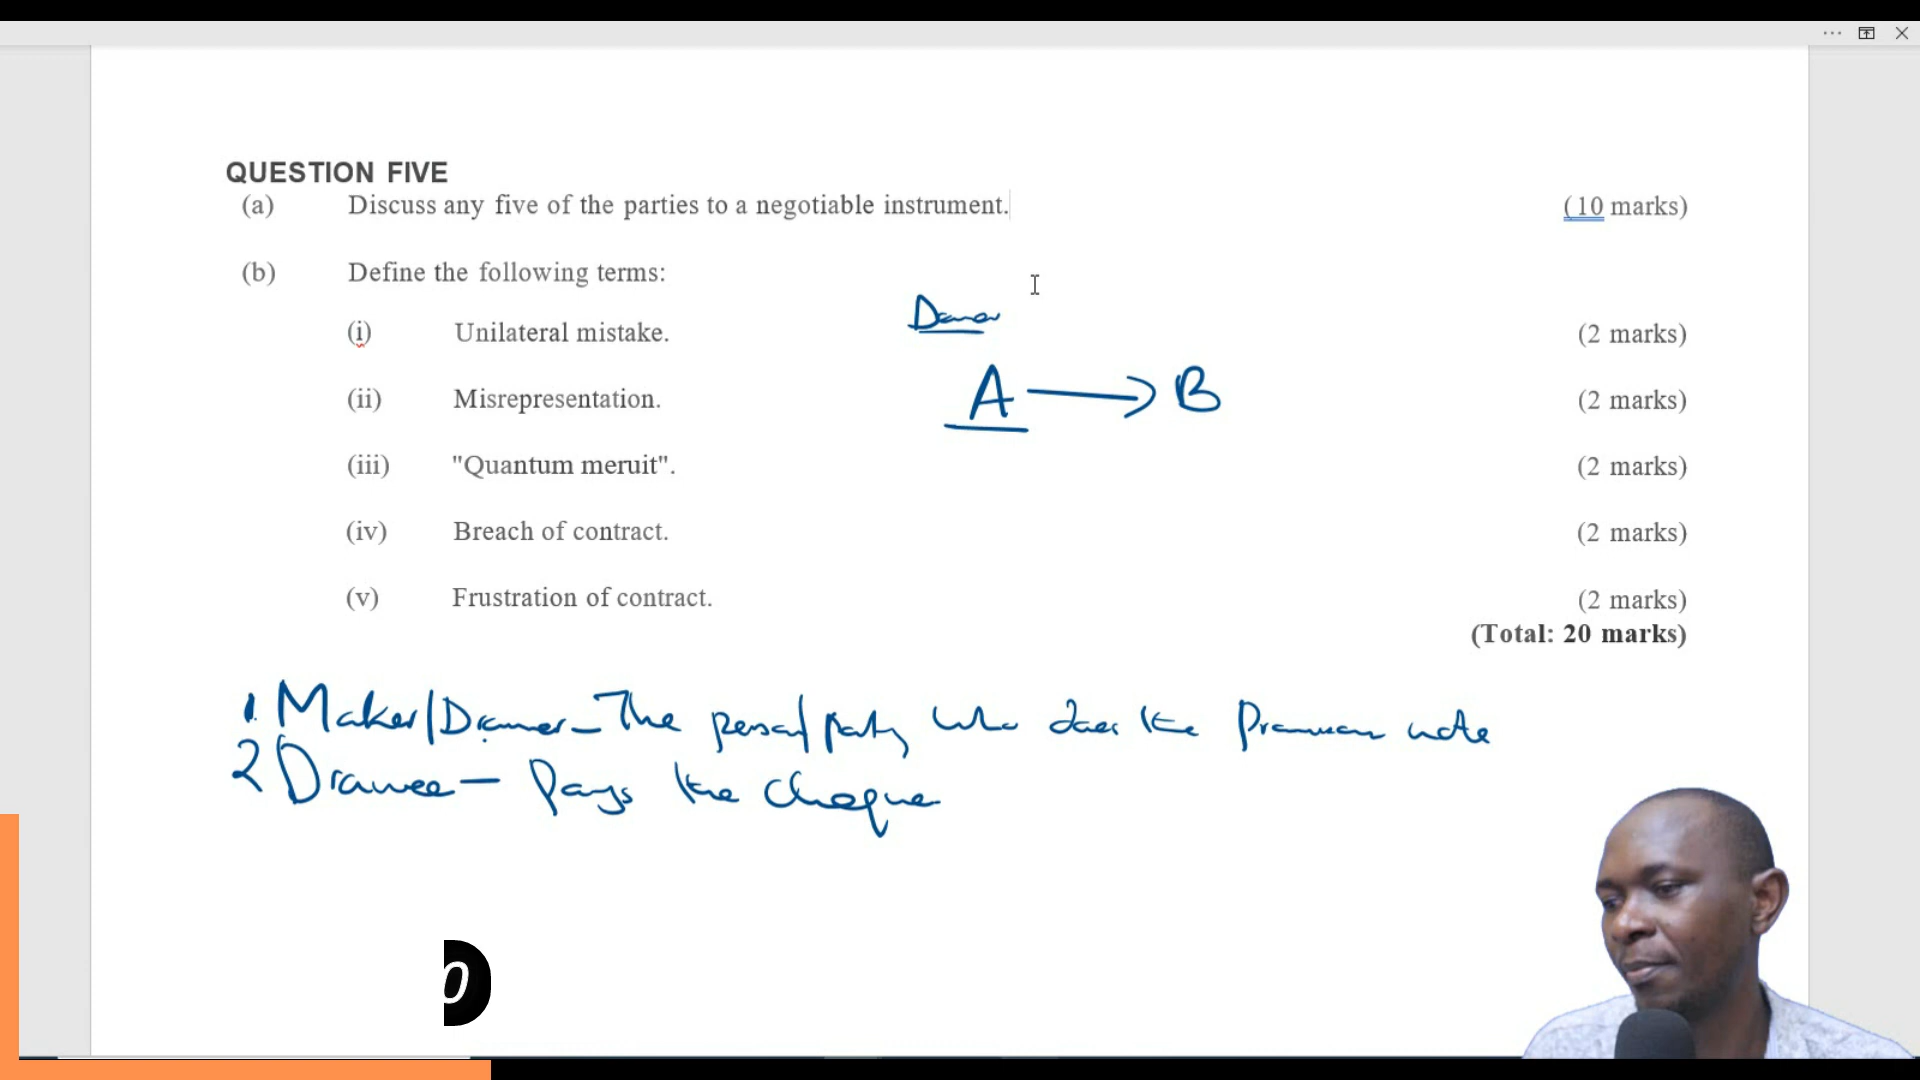 QUESTION FIVE
(a) Discuss any five of the parties to a negotiable instrument. (10 marks)
(b) Define the following terms:
Drawer
(i) Unilateral mistake. (2 marks)
A → B
(ii) Misrepresentation. (2 marks)
(iii) "Quantum meruit". (2 marks)
(iv) Breach of contract. (2 marks)
(v) Frustration of contract. (2 marks)
(Total: 20 marks)
1. Maker/Drawer - The person/party who does the Promissory note
2 Drawee - Pays the cheque
0